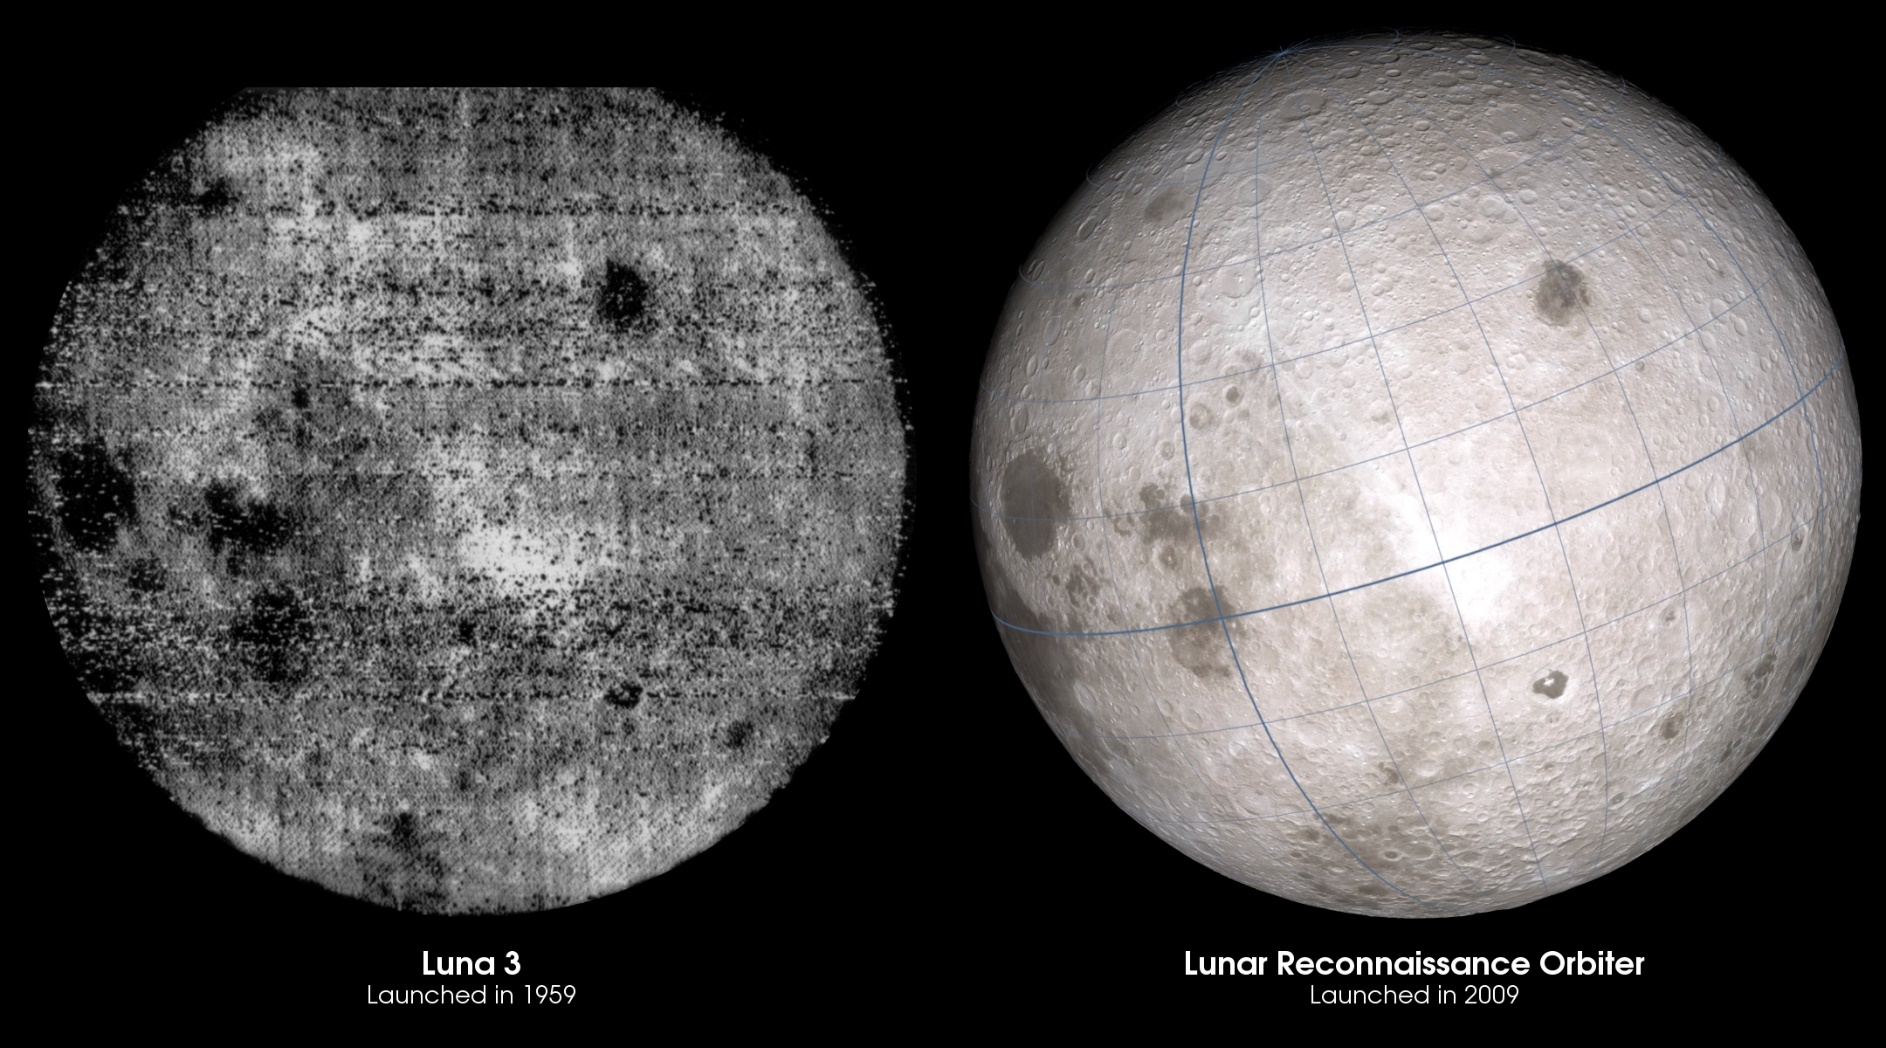 Luna 3
Launched in 1959
Lunar Reconnaissance Orbiter
Launched in 2009